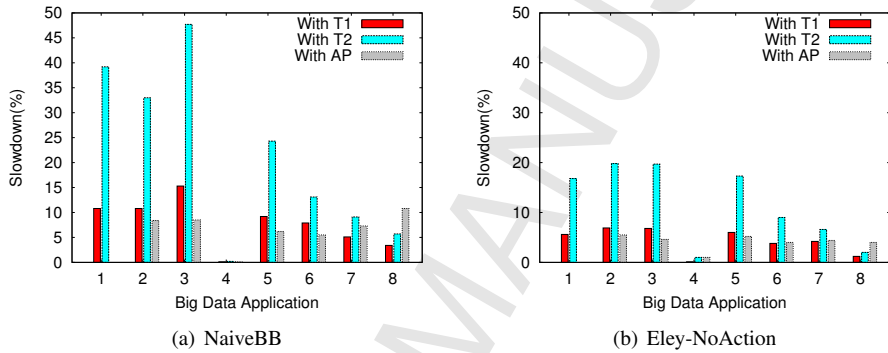 50
45
40
35
30
25
20
15
10
5
0
Slowdown(%)
With T1
With T2
With AP
1 2 3 4 5 6 7 8
Big Data Application
(a) NaiveBB
50
40
30
20
10
0
Slowdown(%)
With T1
With T2
With AP
1 2 3 4 5 6 7 8
Big Data Application
(b) Eley-NoAction
MANUS